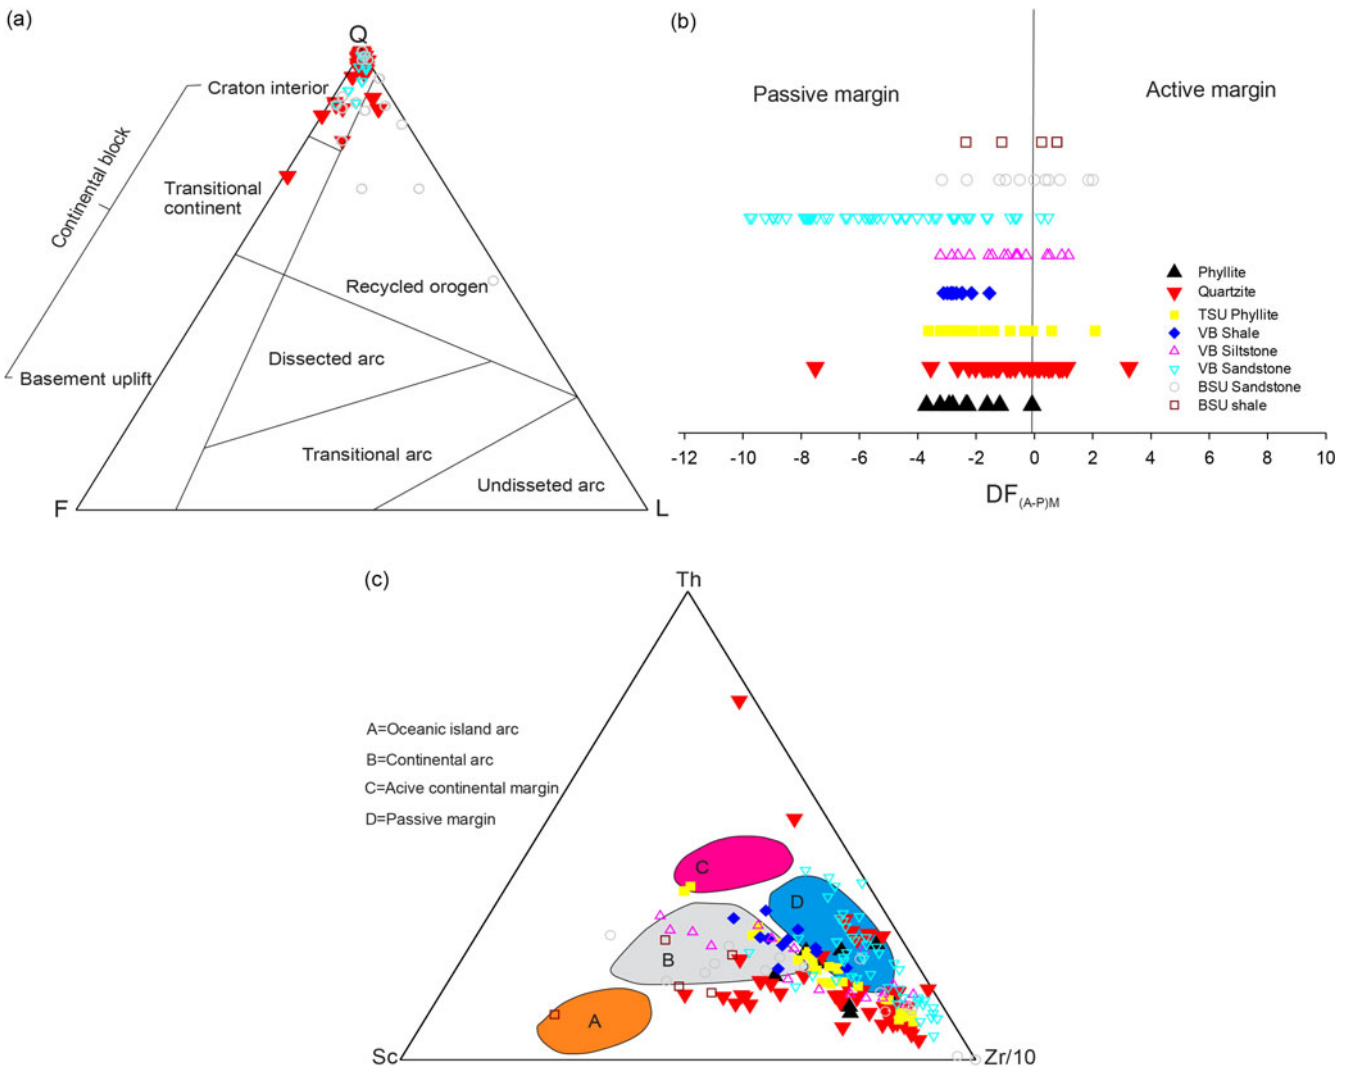 (a)
Q
Craton interior
Continental block
Transitional
continent
Recycled orogen
Dissected arc
Basement uplift
Transitional arc
Undisseted arc
F
L
(b)
Passive margin
Active margin
Phyllite
Quartzite
TSU Phyllite
VB Shale
VB Siltstone
VB Sandstone
BSU Sandstone
BSU shale
-12 -10 -8 -6 -4 -2 0 2 4 6 8 10
DF(A-P)M
(c)
Th
A=Oceanic island arc
B=Continental arc
C=Acive continental margin
D=Passive margin
C
D
B
A
Sc
Zr/10